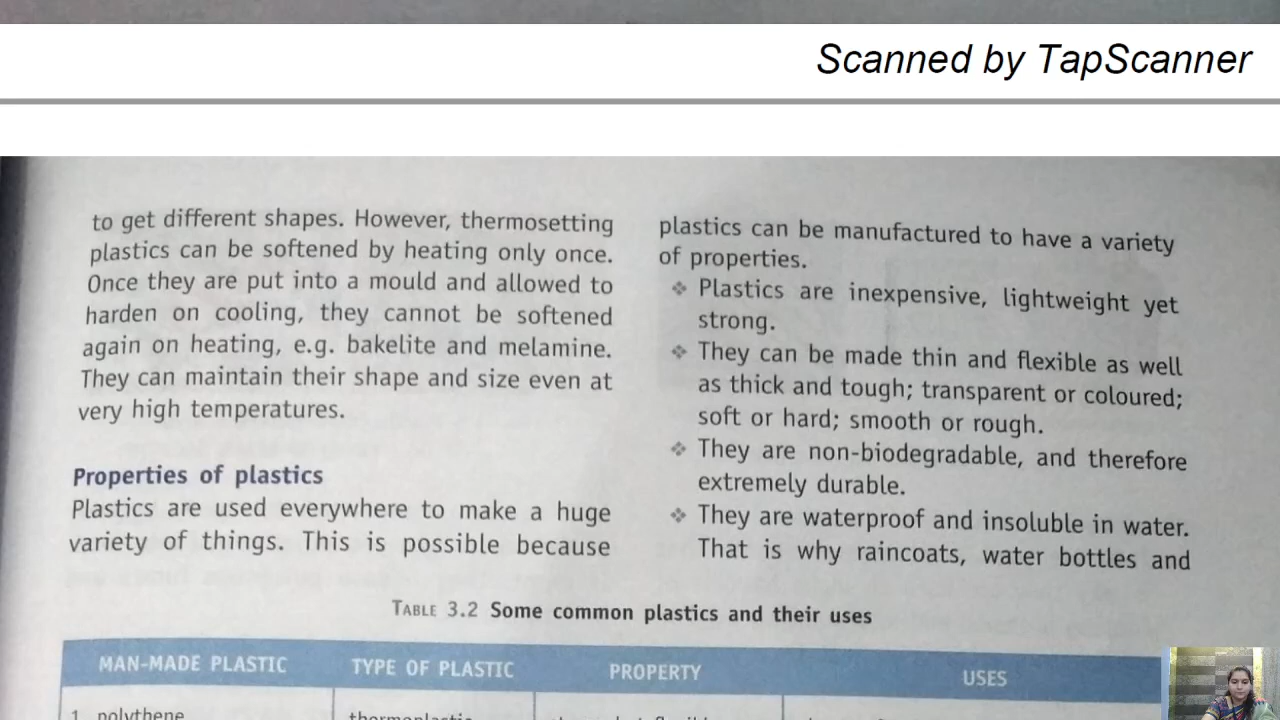 Scanned by TapScanner
to get different shapes. However, thermosetting
plastics can be softened by heating only once.
Once they are put into a mould and allowed to
harden on cooling, they cannot be softened
again on heating, e.g. bakelite and melamine.
They can maintain their shape and size even at
very high temperatures.
Properties of plastics
Plastics are used everywhere to make a huge
variety of things. This is possible because
plastics can be manufactured to have a variety
of properties.
❖ Plastics are inexpensive, lightweight yet
strong.
❖ They can be made thin and flexible as well
as thick and tough; transparent or coloured;
soft or hard; smooth or rough.
❖ They are non-biodegradable, and therefore
extremely durable.
❖ They are waterproof and insoluble in water.
That is why raincoats, water bottles and
TABLE 3.2 Some common plastics and their uses
MAN-MADE PLASTIC TYPE OF PLASTIC PROPERTY USES
1. polythene thermoplastic